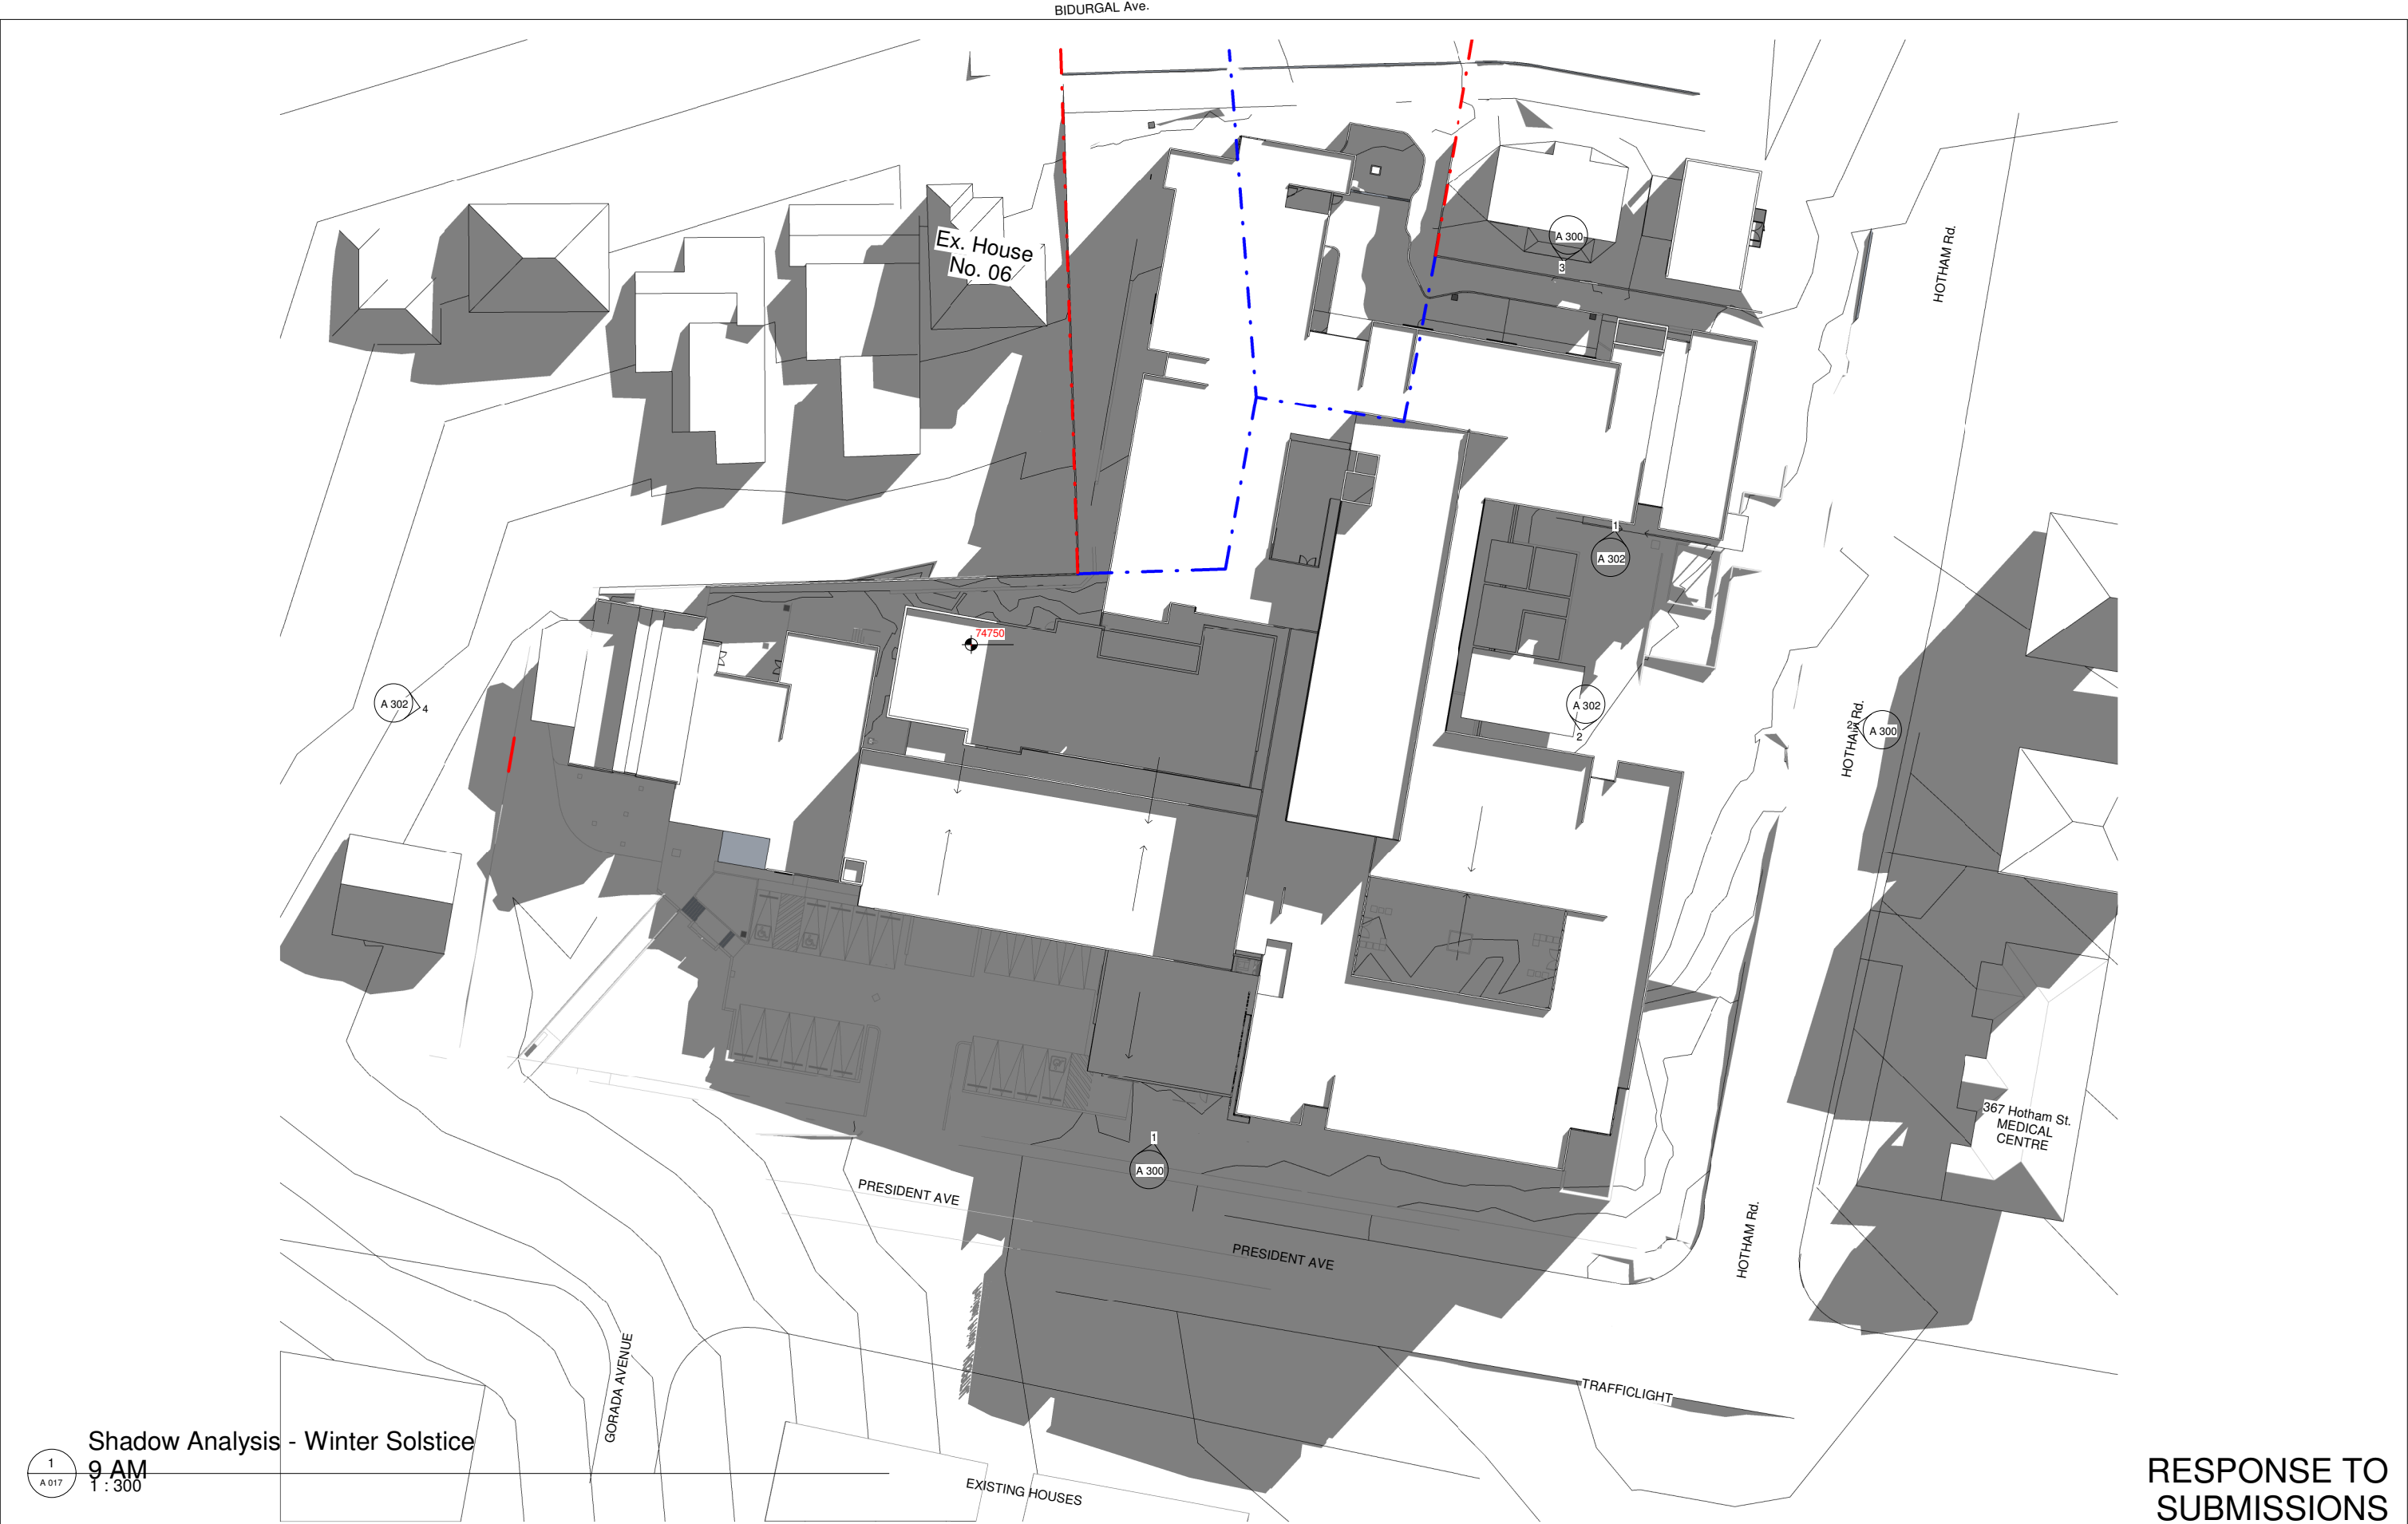 BIDURGAL Ave.
Ex. House
No. 06
A 300
3
HOTHAM Rd.
1
A 302
74750
A 302
4
A 302
2
HOTHAM Rd.
2
A 300
367 Hotham St.
MEDICAL
CENTRE
1
A 300
PRESIDENT AVE
PRESIDENT AVE
HOTHAM Rd.
GORADA AVENUE
TRAFFICLIGHT
EXISTING HOUSES
1
A 017
Shadow Analysis - Winter Solstice
9 AM
1 : 300
RESPONSE TO
SUBMISSIONS